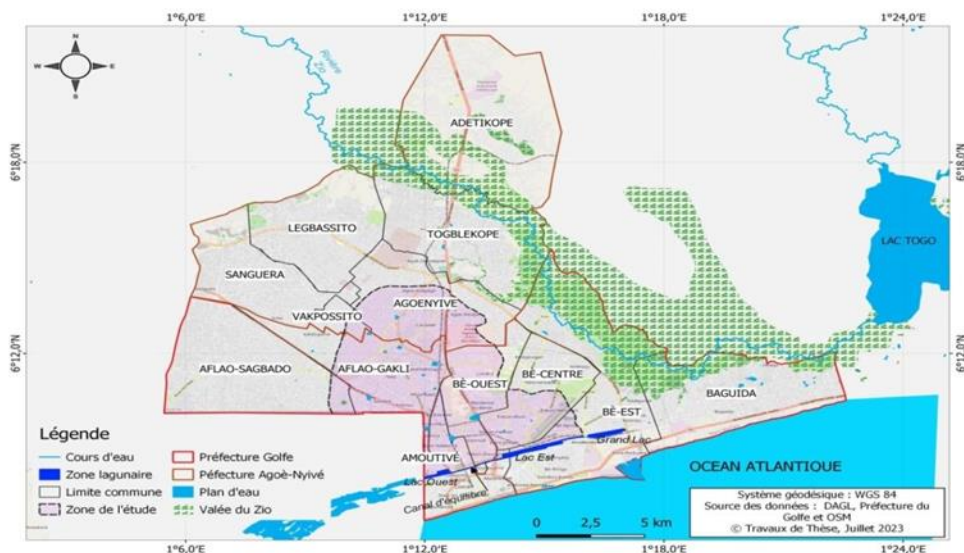 1°6.0'E 1°12.0'E 1°18.0'E 1°24.0'E
N
W E
S
Rivière Zio
ADETIKOPE
6°18.0'N 6°18.0'N
LEGBASSITO
TOGBLEKOPE
LAC TOGO
SANGUERA
AGOENYIVE
VAKPOSSITO
6°12.0'N 6°12.0'N
AFLAO-SAGBADO
AFLAO-GAKLI
BÈ-CENTRE
BÈ-OUEST
BAGUIDA
BÈ-EST
Grand Lac
AMOUTIVÉ
Lac Est
Lac Ouest
Canal d'équilibre
OCEAN ATLANTIQUE
Légende
Cours d'eau
Zone lagunaire
Limite commune
Zone de l'étude
Préfecture Golfe
Péfecture Agoè-Nyivé
Plan d'eau
Valée du Zio
0 2,5 5 km
Système géodésique : WGS 84
Source des données : DAGL, Préfecture du
Golfe et OSM
© Travaux de Thèse, Juillet 2023
1°6.0'E 1°12.0'E 1°18.0'E 1°24.0'E